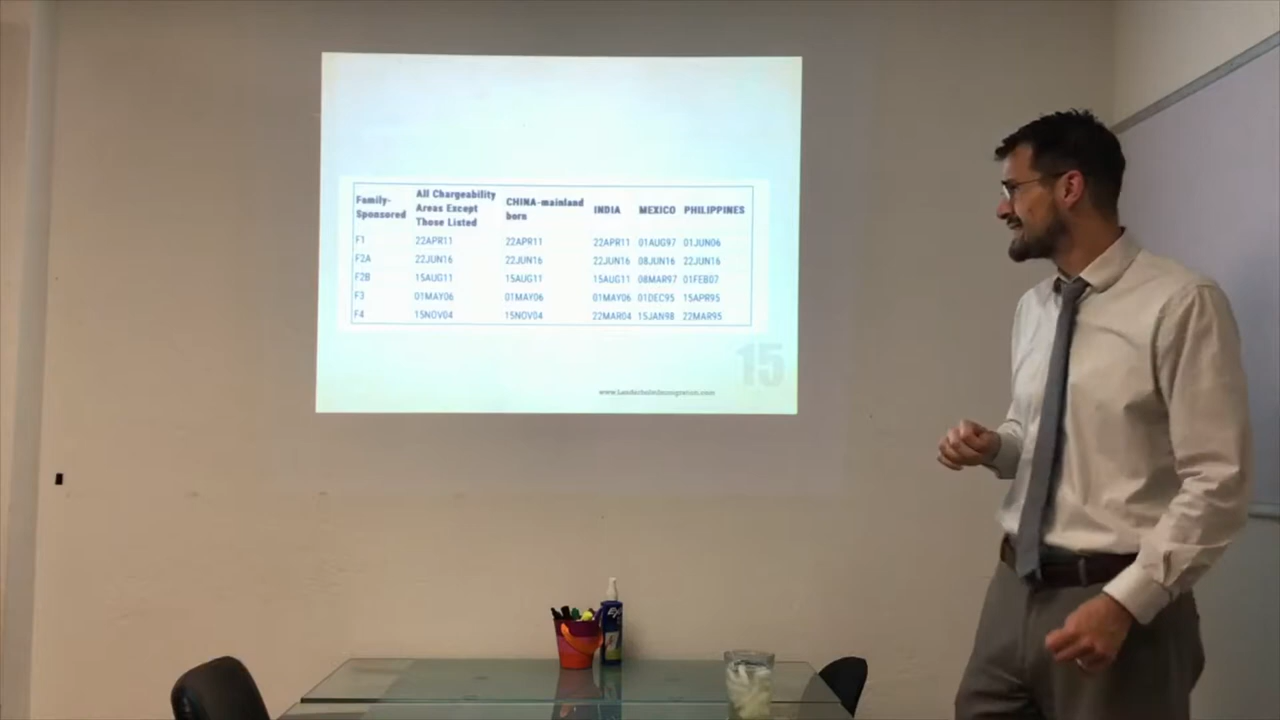 Family-Sponsored All Chargeability Areas Except Those Listed CHINA-mainland born INDIA MEXICO PHILIPPINES
F1 22APR11 22APR11 22APR11 01AUG97 01JUN06
F2A 22JUN16 22JUN16 22JUN16 08JUN16 22JUN16
F2B 15AUG11 15AUG11 15AUG11 08MAR97 01FEB07
F3 01MAY06 01MAY06 01MAY06 01DEC95 15APR95
F4 15NOV04 15NOV04 22MAR04 15JAN98 22MAR95
15